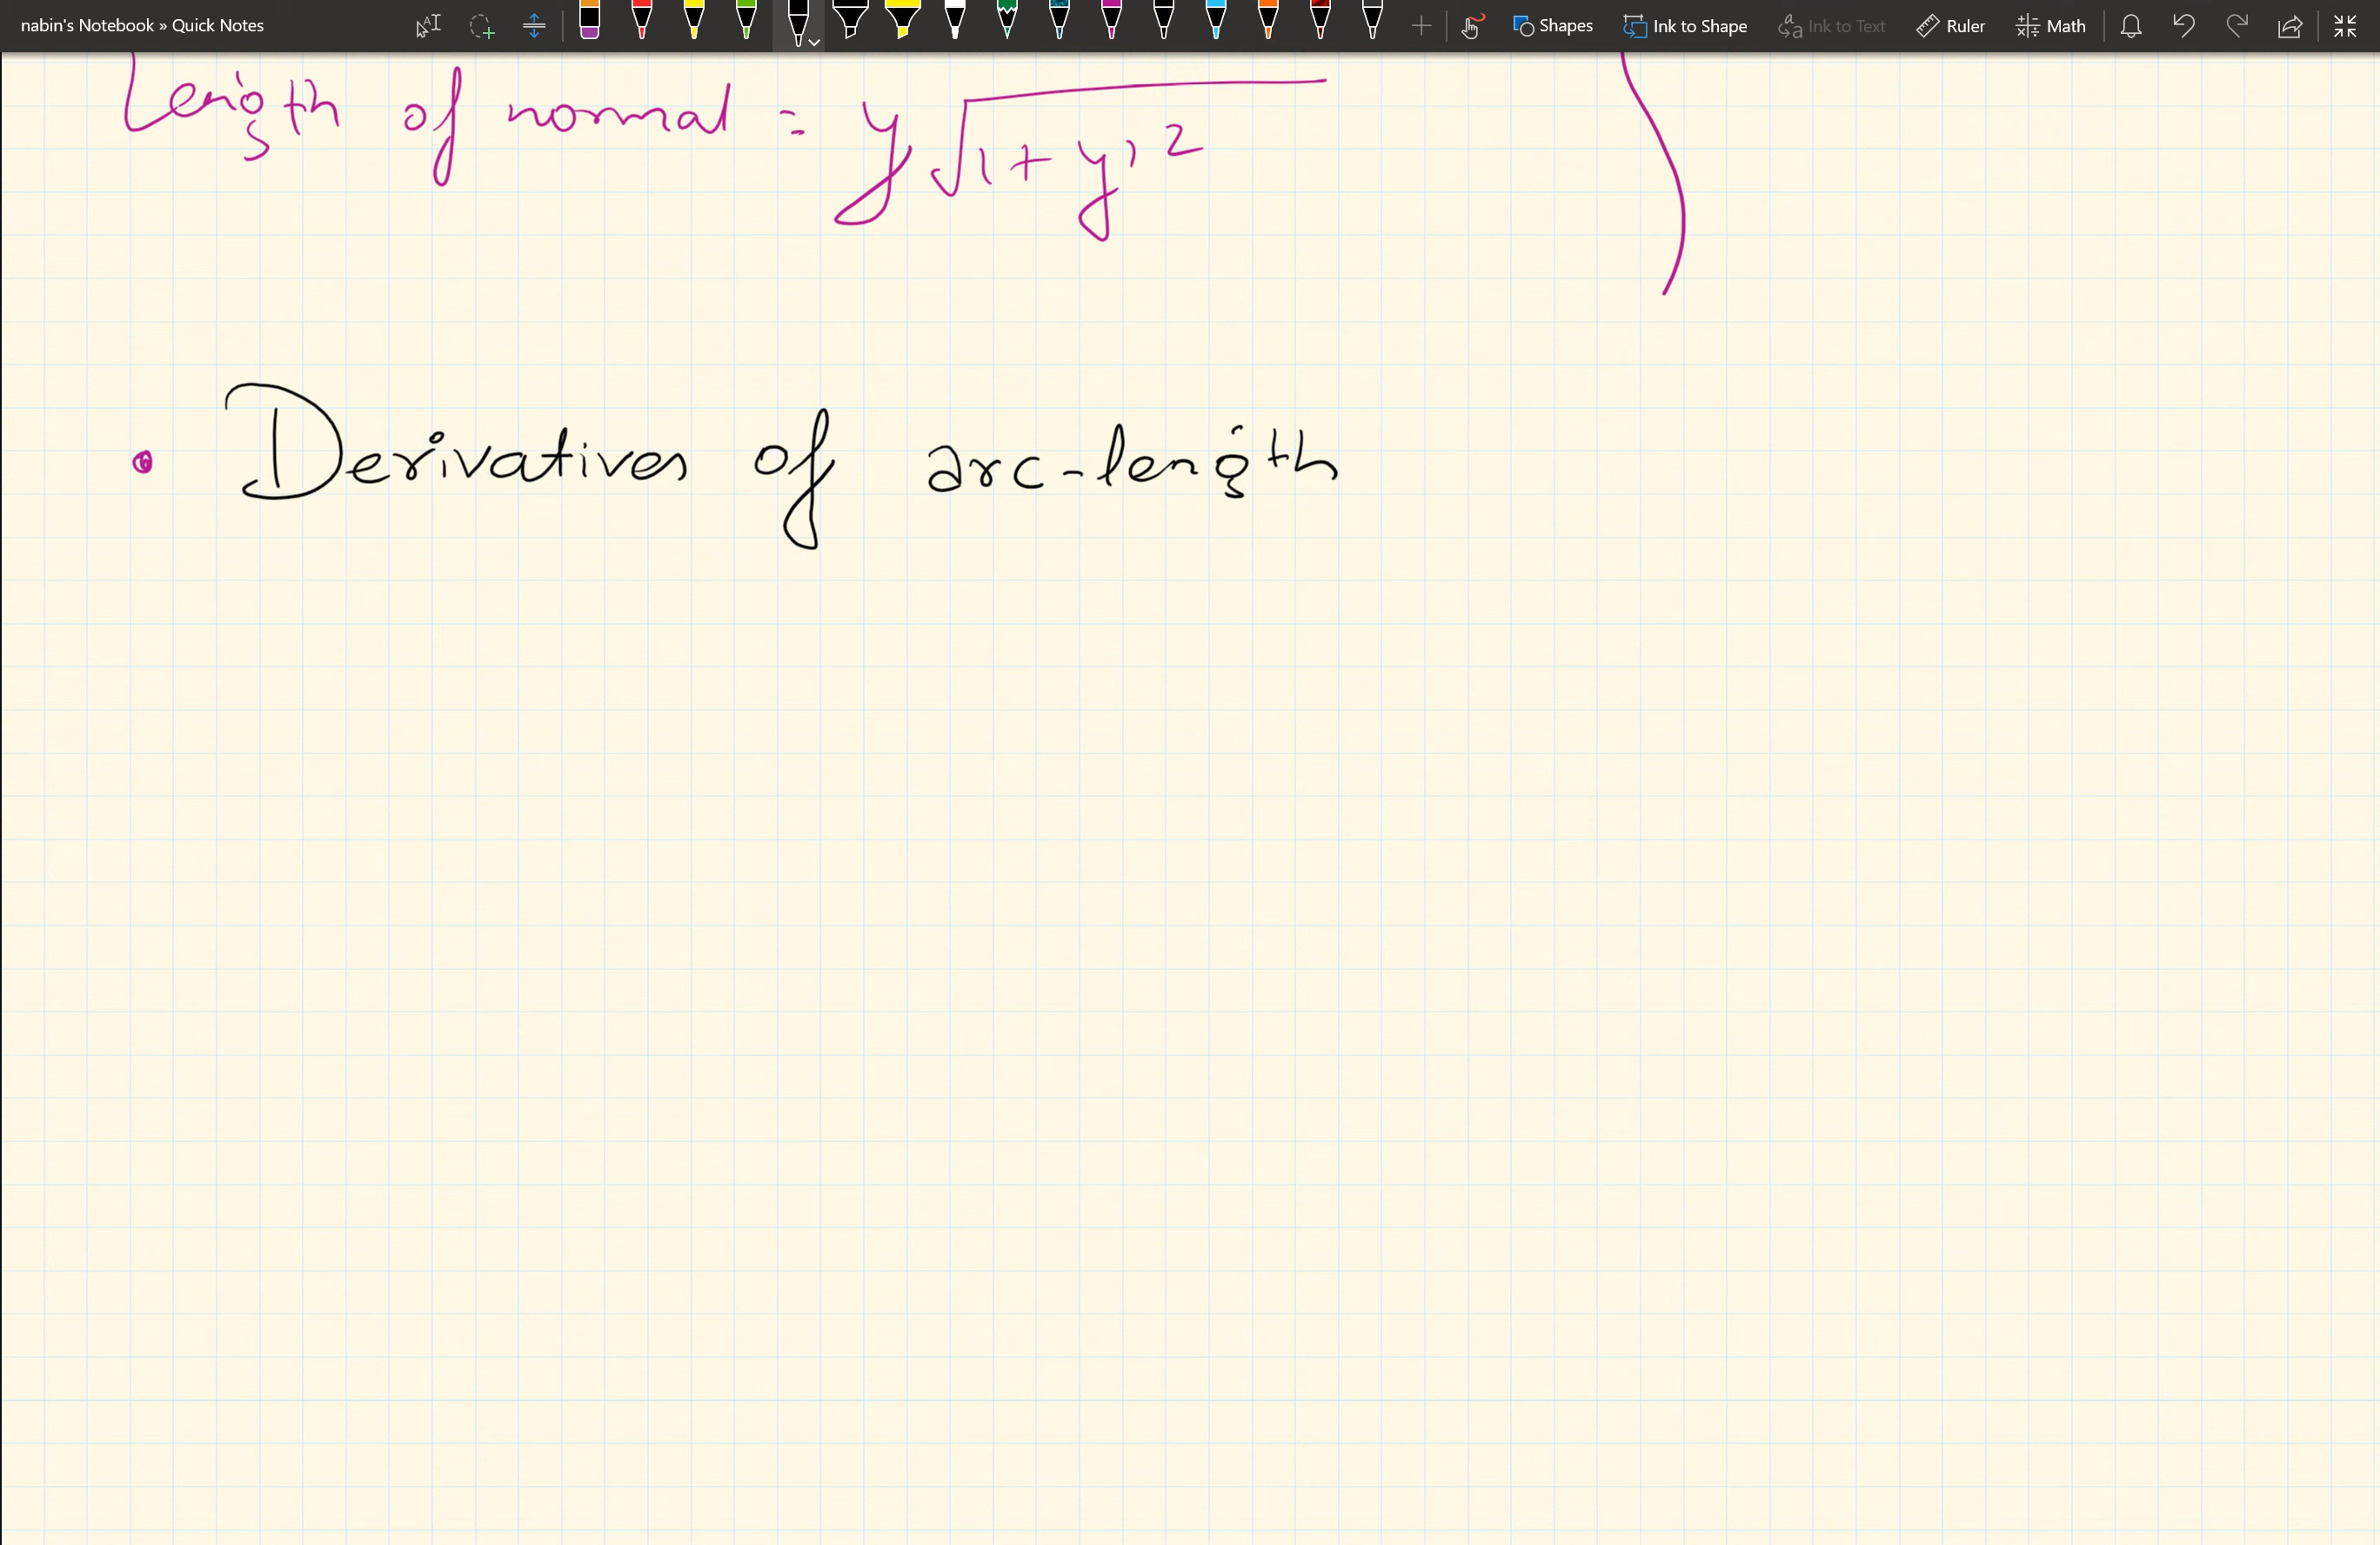 nabin's Notebook » Quick Notes
Shapes
Ink to Shape
Ink to Text
Ruler
Math
Length of normal = y√1+y'²
• Derivatives of arc-length